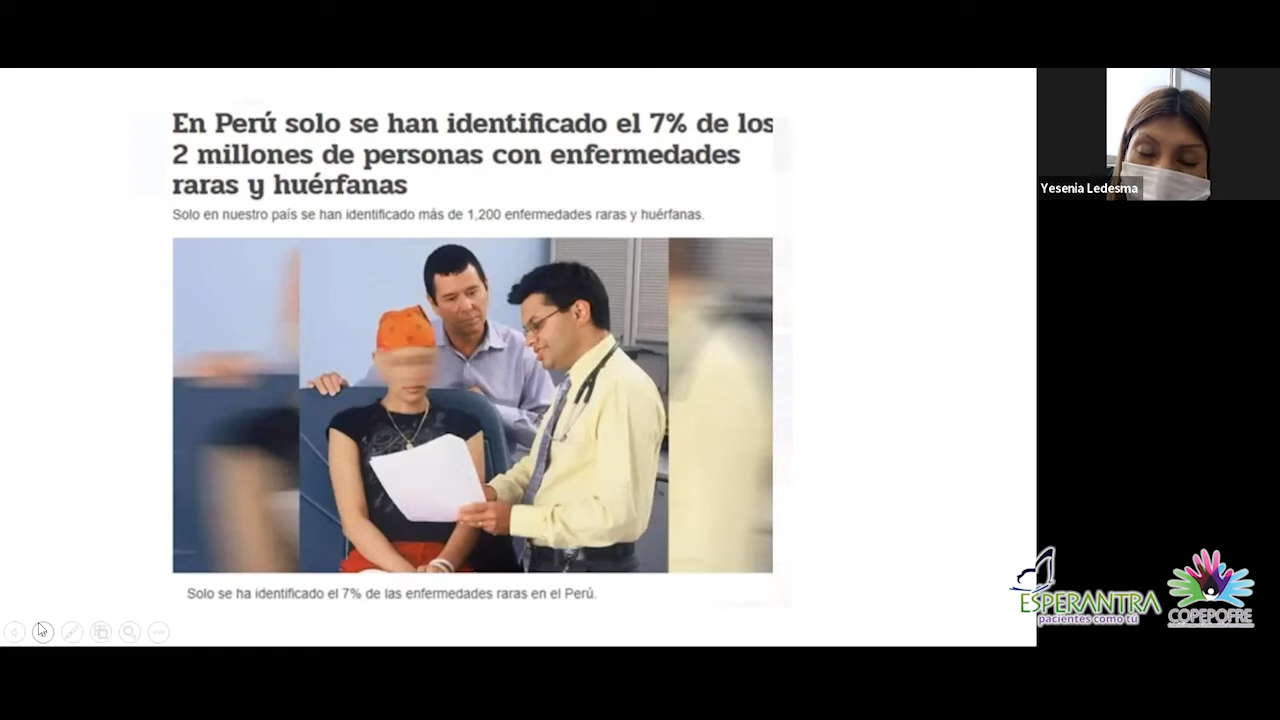 En Perú solo se han identificado el 7% de los
2 millones de personas con enfermedades
raras y huérfanas
Solo en nuestro país se han identificado más de 1,200 enfermedades raras y huérfanas.
Solo se ha identificado el 7% de las enfermedades raras en el Perú.
Yesenia Ledesma
ESPERANTRA
pacientes como tú
COPEPOFRE